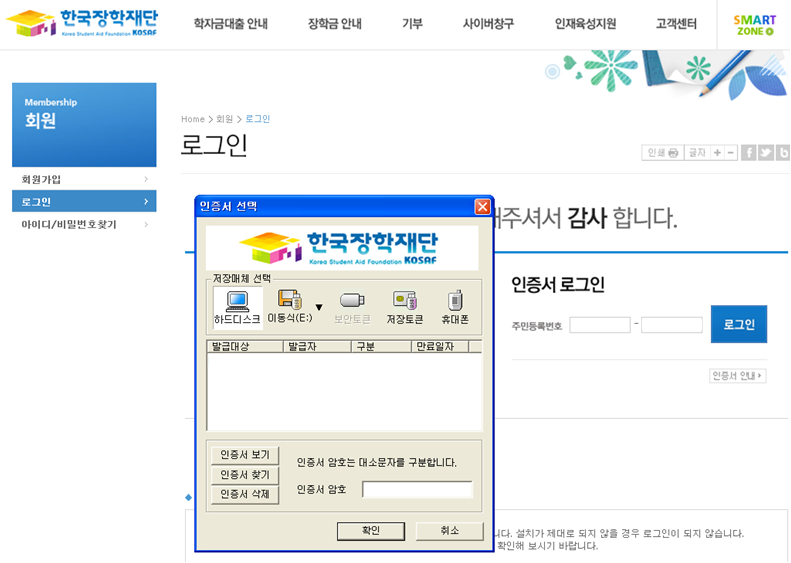 한국장학재단
Korea Student Aid Foundation KOSAF
학자금대출 안내 장학금 안내 기부 사이버창구 인재육성지원 고객센터
SMART
ZONE
Membership
회원
회원가입
로그인
아이디/비밀번호찾기
Home > 회원 > 로그인
로그인
인쇄 글자 + -
해주셔서 감사 합니다.
인증서 로그인
주민등록번호 - 로그인
인증서 안내
인증서 선택
한국장학재단
Korea Student Aid Foundation KOSAF
저장매체 선택
하드디스크 이동식(E:) 보안토큰 저장토큰 휴대폰
발급대상 발급자 구분 만료일자
인증서 보기
인증서 찾기
인증서 삭제
인증서 암호는 대소문자를 구분합니다.
인증서 암호
확인 취소
니다. 설치가 제대로 되지 않을 경우 로그인이 되지 않습니다.
확인해 보시기 바랍니다.